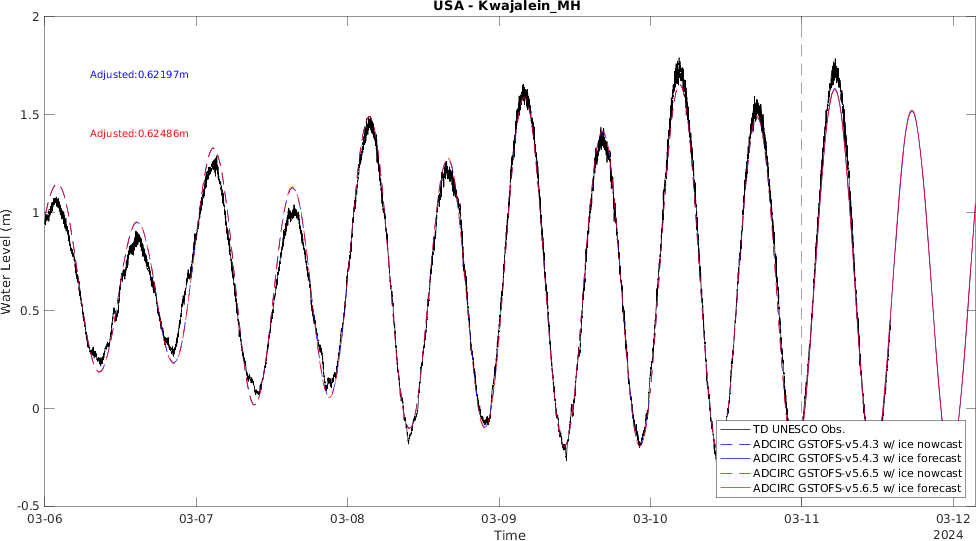 USA - Kwajalein_MH
2
1.5
1
0.5
0
-0.5
Water Level (m)
Adjusted:0.62197m
Adjusted:0.62486m
TD UNESCO Obs.
ADCIRC GSTOFS-v5.4.3 w/ ice nowcast
ADCIRC GSTOFS-v5.4.3 w/ ice forecast
ADCIRC GSTOFS-v5.6.5 w/ ice nowcast
ADCIRC GSTOFS-v5.6.5 w/ ice forecast
03-06 03-07 03-08 03-09 03-10 03-11 03-12
Time 2024